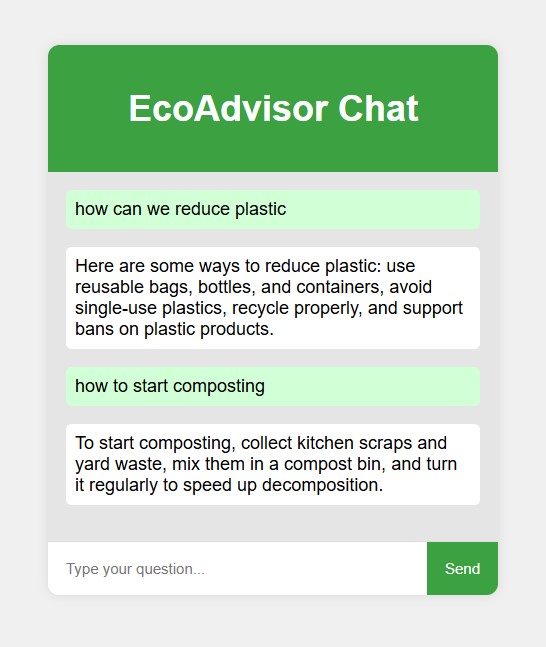 EcoAdvisor Chat
how can we reduce plastic
Here are some ways to reduce plastic: use
reusable bags, bottles, and containers, avoid
single-use plastics, recycle properly, and support
bans on plastic products.
how to start composting
To start composting, collect kitchen scraps and
yard waste, mix them in a compost bin, and turn
it regularly to speed up decomposition.
Type your question...
Send